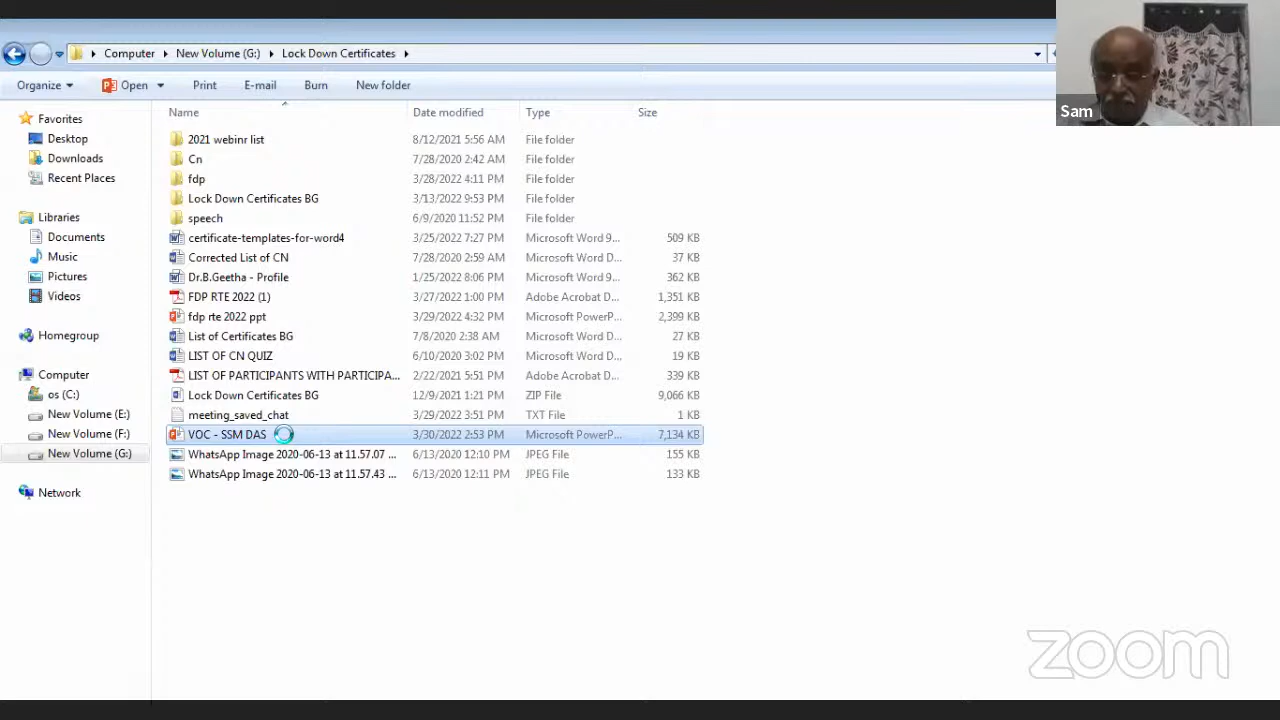 Computer New Volume (G:) Lock Down Certificates
Organize Open Print E-mail Burn New folder
Sam
Name Date modified Type Size
Favorites
Desktop
Downloads
Recent Places
Libraries
Documents
Music
Pictures
Videos
Homegroup
Computer
os (C:)
New Volume (E:)
New Volume (F:)
New Volume (G:)
Network
2021 webinr list 8/12/2021 5:56 AM File folder
Cn 7/28/2020 2:42 AM File folder
fdp 3/28/2022 4:11 PM File folder
Lock Down Certificates BG 3/13/2022 9:53 PM File folder
speech 6/9/2020 11:52 PM File folder
certificate-templates-for-word4 3/25/2022 7:27 PM Microsoft Word 9... 509 KB
Corrected List of CN 7/28/2020 2:59 AM Microsoft Word D... 37 KB
Dr.B.Geetha - Profile 1/25/2022 8:06 PM Microsoft Word 9... 362 KB
FDP RTE 2022 (1) 3/27/2022 1:00 PM Adobe Acrobat D... 1,351 KB
fdp rte 2022 ppt 3/29/2022 4:32 PM Microsoft PowerP... 2,399 KB
List of Certificates BG 7/8/2020 2:38 AM Microsoft Word D... 27 KB
LIST OF CN QUIZ 6/10/2020 3:02 PM Microsoft Word D... 19 KB
LIST OF PARTICIPANTS WITH PARTICIPA... 2/22/2021 5:51 PM Adobe Acrobat D... 339 KB
Lock Down Certificates BG 12/9/2021 1:21 PM ZIP File 9,066 KB
meeting_saved_chat 3/29/2022 3:51 PM TXT File 1 KB
VOC - SSM DAS 3/30/2022 2:53 PM Microsoft PowerP... 7,134 KB
WhatsApp Image 2020-06-13 at 11.57.07 ... 6/13/2020 12:10 PM JPEG File 155 KB
WhatsApp Image 2020-06-13 at 11.57.43 ... 6/13/2020 12:11 PM JPEG File 133 KB
zoom